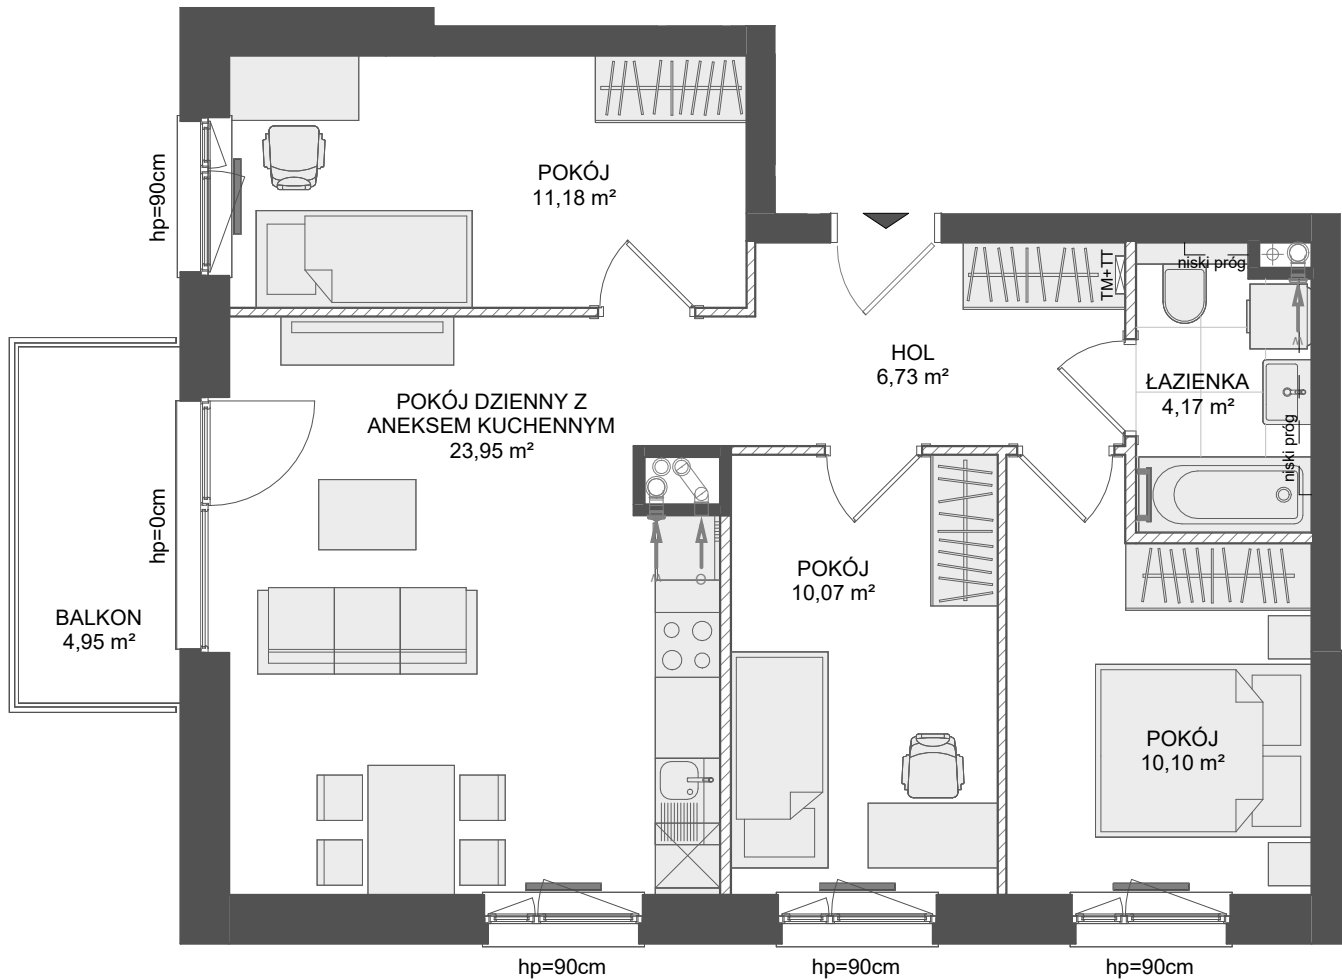 POKÓJ
11,18 m²
hp=90cm
TM+TT
niski próg
HOL
6,73 m²
ŁAZIENKA
4,17 m²
niski próg
POKÓJ DZIENNY Z
ANEKSEM KUCHENNYM
23,95 m²
hp=0cm
BALKON
4,95 m²
POKÓJ
10,07 m²
POKÓJ
10,10 m²
hp=90cm
hp=90cm
hp=90cm